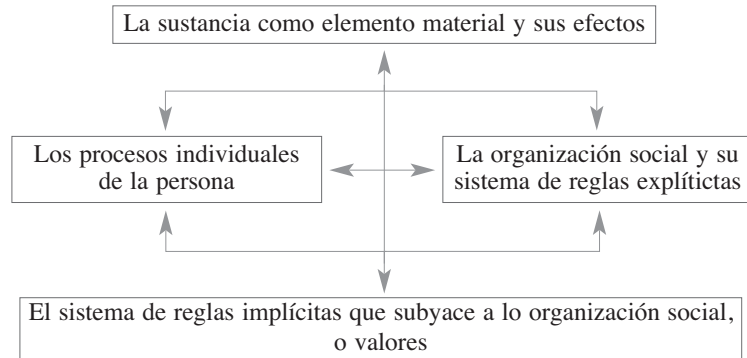 La sustancia como elemento material y sus efectos
Los procesos individuales
de la persona
La organización social y su
sistema de reglas explítictas
El sistema de reglas implícitas que subyace a lo organización social,
o valores